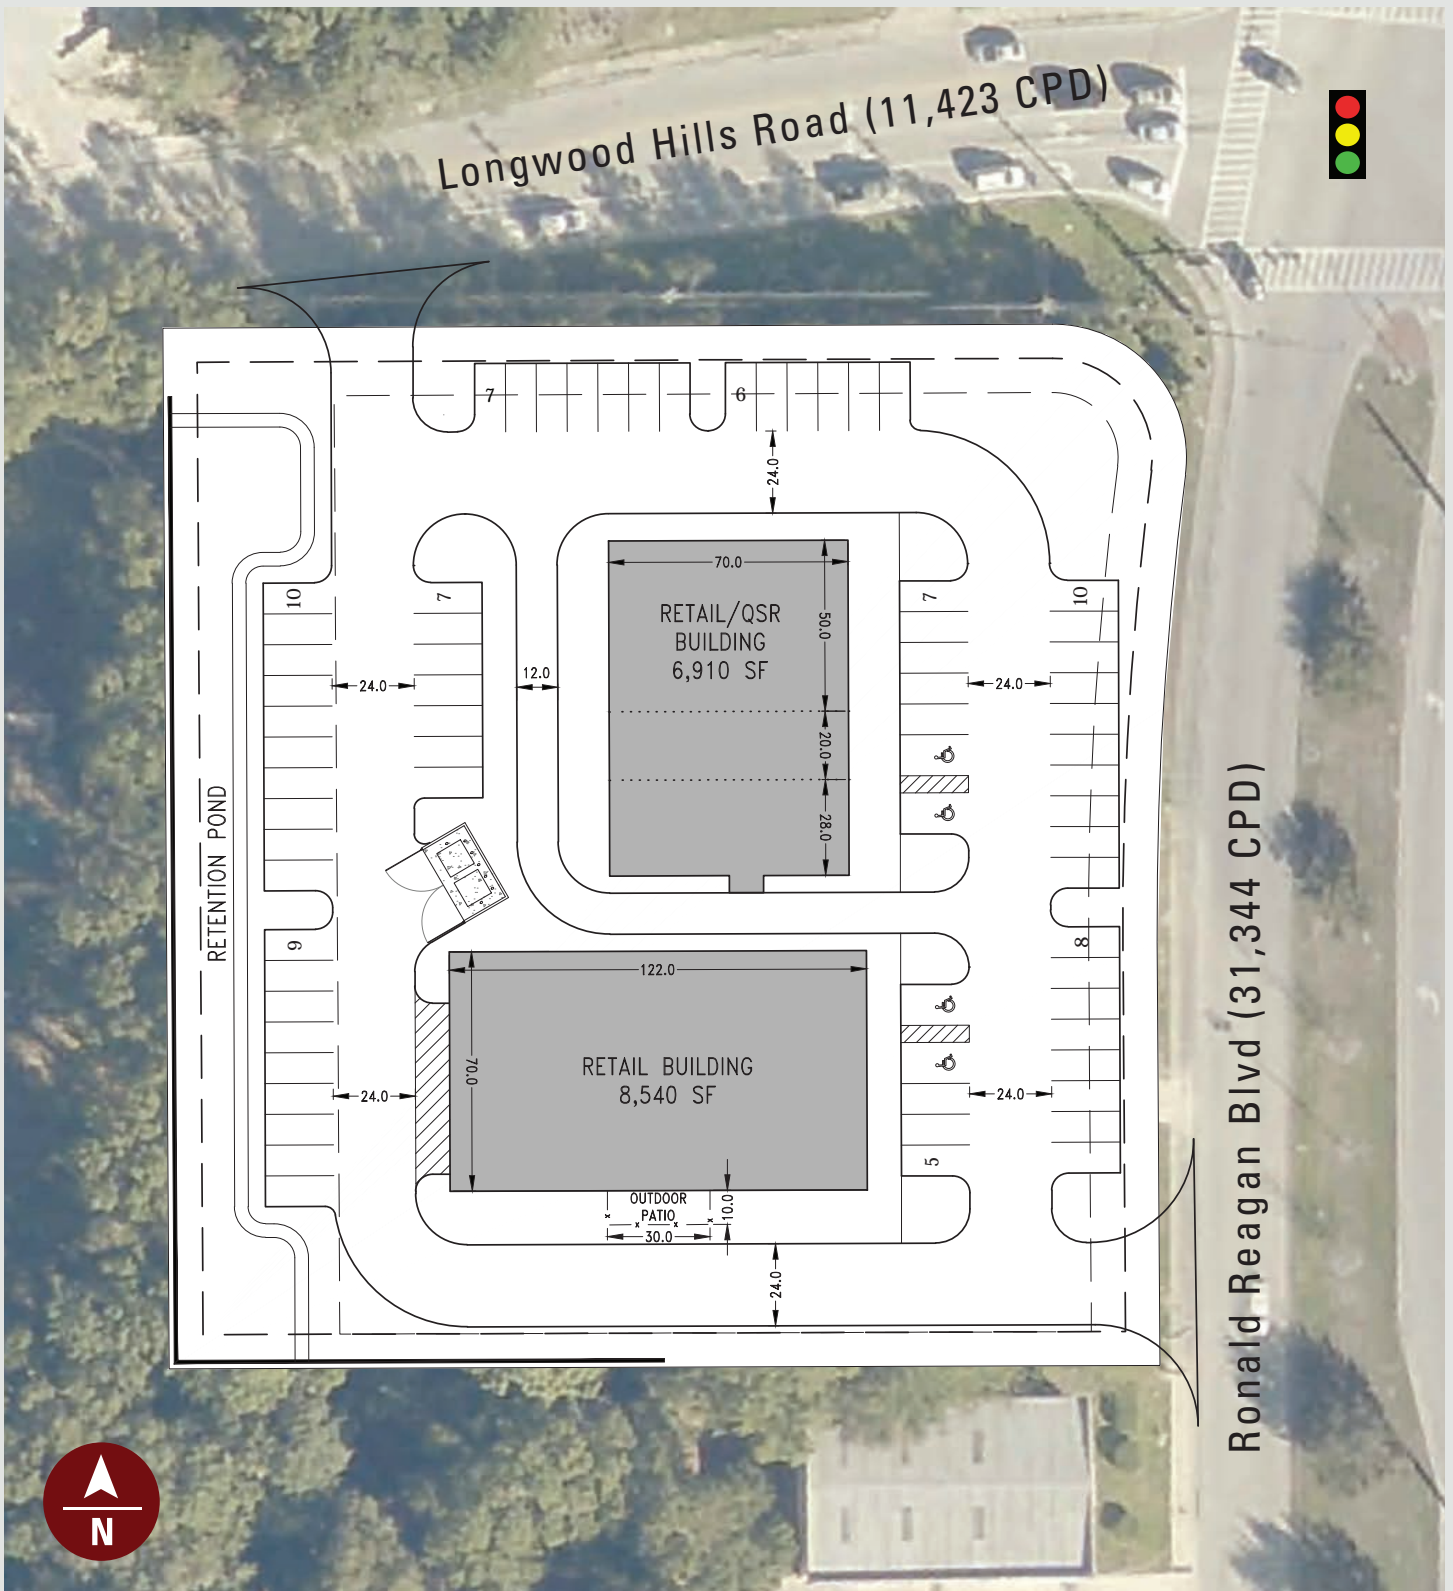 Longwood Hills Road (11,423 CPD)
7
6
24.0
10
7
70.0
RETAIL/QSR
BUILDING
6,910 SF
50.0
7
10
24.0
12.0
24.0
20.0
28.0
RETENTION POND
9
8
122.0
70.0
RETAIL BUILDING
8,540 SF
24.0
24.0
5
OUTDOOR
PATIO
10.0
30.0
24.0
Ronald Reagan Blvd (31,344 CPD)
N